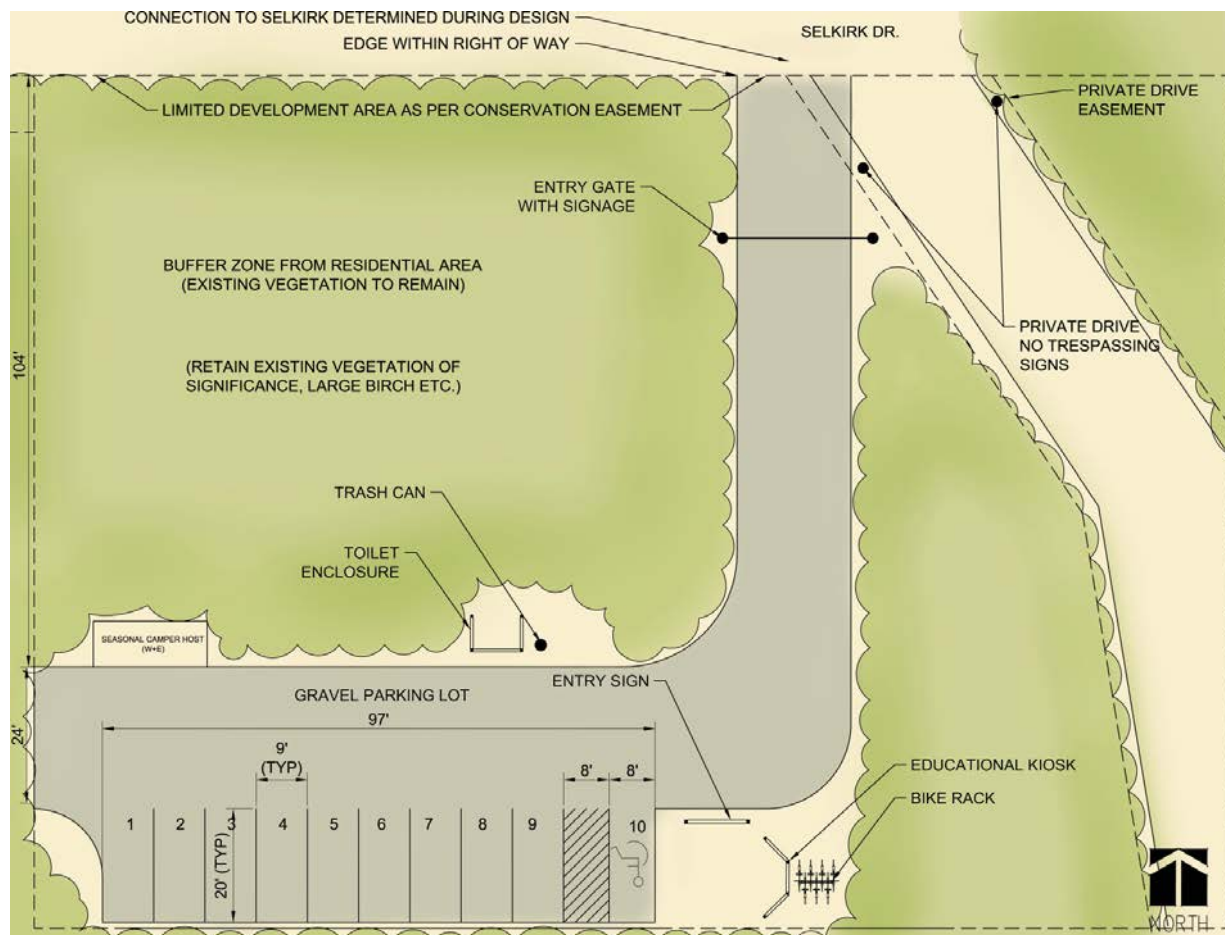 CONNECTION TO SELKIRK DETERMINED DURING DESIGN
EDGE WITHIN RIGHT OF WAY
SELKIRK DR.
LIMITED DEVELOPMENT AREA AS PER CONSERVATION EASEMENT
PRIVATE DRIVE
EASEMENT
ENTRY GATE
WITH SIGNAGE
BUFFER ZONE FROM RESIDENTIAL AREA
(EXISTING VEGETATION TO REMAIN)
PRIVATE DRIVE
NO TRESPASSING
SIGNS
104'
(RETAIN EXISTING VEGETATION OF
SIGNIFICANCE, LARGE BIRCH ETC.)
TRASH CAN
TOILET
ENCLOSURE
SEASONAL CAMPER HOST
(W+E)
ENTRY SIGN
GRAVEL PARKING LOT
97'
24'
9'
(TYP)
8'
8'
EDUCATIONAL KIOSK
BIKE RACK
1
2
3
4
5
6
7
8
9
10
20' (TYP)
NORTH